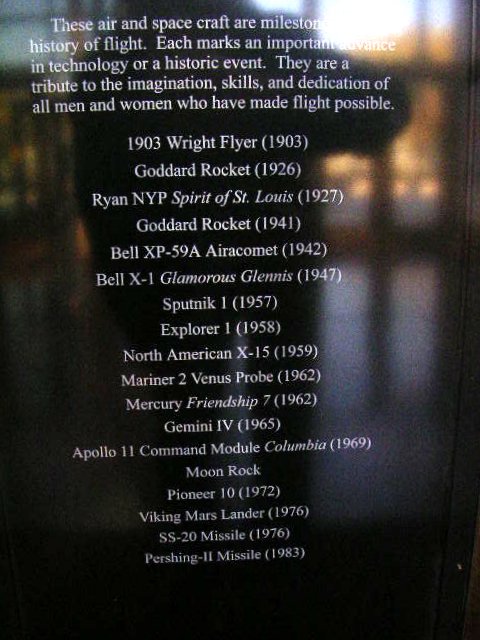 These air and space craft are milestones
history of flight. Each marks an important advance
in technology or a historic event. They are a
tribute to the imagination, skills, and dedication of
all men and women who have made flight possible.
1903 Wright Flyer (1903)
Goddard Rocket (1926)
Ryan NYP Spirit of St. Louis (1927)
Goddard Rocket (1941)
Bell XP-59A Airacomet (1942)
Bell X-1 Glamorous Glennis (1947)
Sputnik 1 (1957)
Explorer 1 (1958)
North American X-15 (1959)
Mariner 2 Venus Probe (1962)
Mercury Friendship 7 (1962)
Gemini IV (1965)
Apollo 11 Command Module Columbia (1969)
Moon Rock
Pioneer 10 (1972)
Viking Mars Lander (1976)
SS-20 Missile (1976)
Pershing-II Missile (1983)